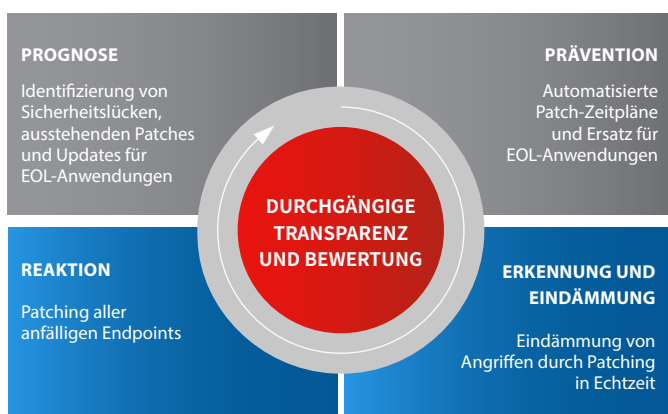 PROGNOSE
Identifizierung von
Sicherheitslücken,
ausstehenden Patches
und Updates für
EOL-Anwendungen
PRÄVENTION
Automatisierte
Patch-Zeitpläne
und Ersatz für
EOL-Anwendungen
DURCHGÄNGIGE
TRANSPARENZ
UND BEWERTUNG
REAKTION
Patching aller
anfälligen Endpoints
ERKENNUNG UND
EINDÄMMUNG
Eindämmung von
Angriffen durch Patching
in Echtzeit